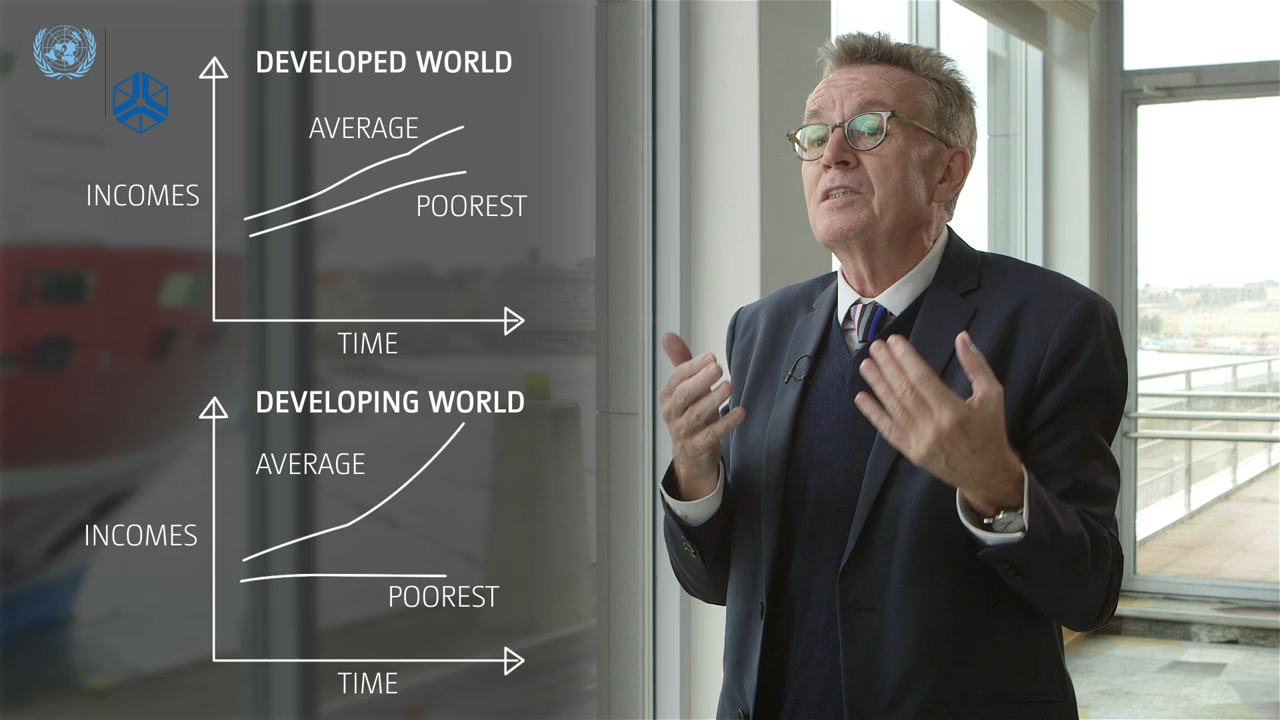 DEVELOPED WORLD
AVERAGE
INCOMES
POOREST
TIME
DEVELOPING WORLD
AVERAGE
INCOMES
POOREST
TIME